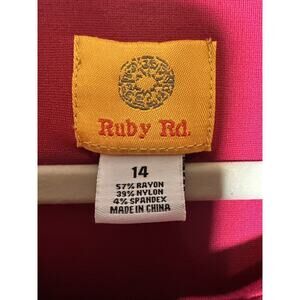 Ruby Rd.
14
57% RAYON
39% NYLON
4% SPANDEX
MADE IN CHINA